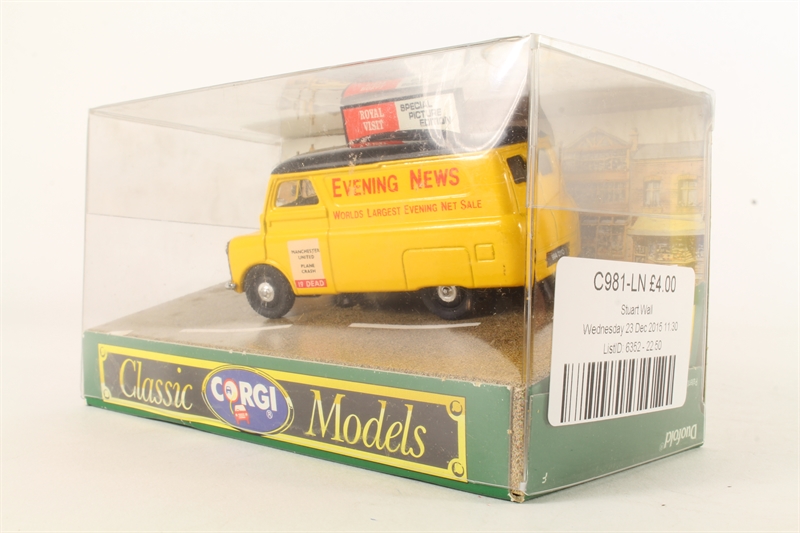 ROYAL
VISIT
SPECIAL
PICTURE
EDITION
EVENING NEWS
WORLDS LARGEST EVENING NET SALE
MANCHESTER
UNITED
PLANE
CRASH
19 DEAD
Classic CORGI ® Models
C981-LN £4.00
Stuart Wall
Wednesday 23 Dec 2015 11:30
ListID: 6352 - 22:50
Duofold®